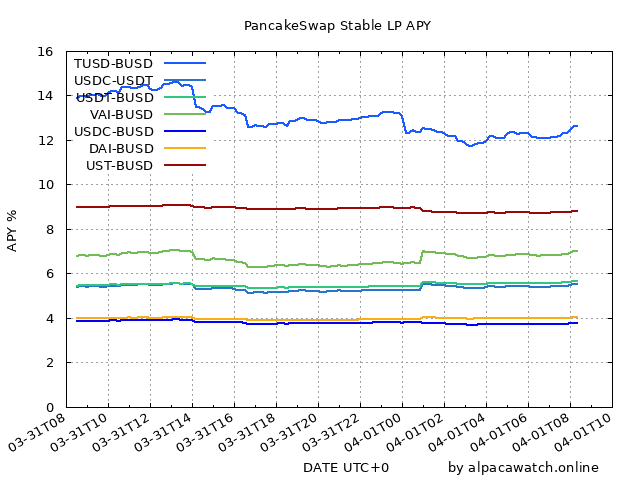 PancakeSwap Stable LP APY
16
14
12
10
8
6
4
2
0
APY %
TUSD-BUSD
USDC-USDT
USDT-BUSD
VAI-BUSD
USDC-BUSD
DAI-BUSD
UST-BUSD
03-31T08
03-31T10
03-31T12
03-31T14
03-31T16
03-31T18
03-31T20
03-31T22
04-01T00
04-01T02
04-01T04
04-01T06
04-01T08
04-01T10
DATE UTC+0
by alpacawatch.online